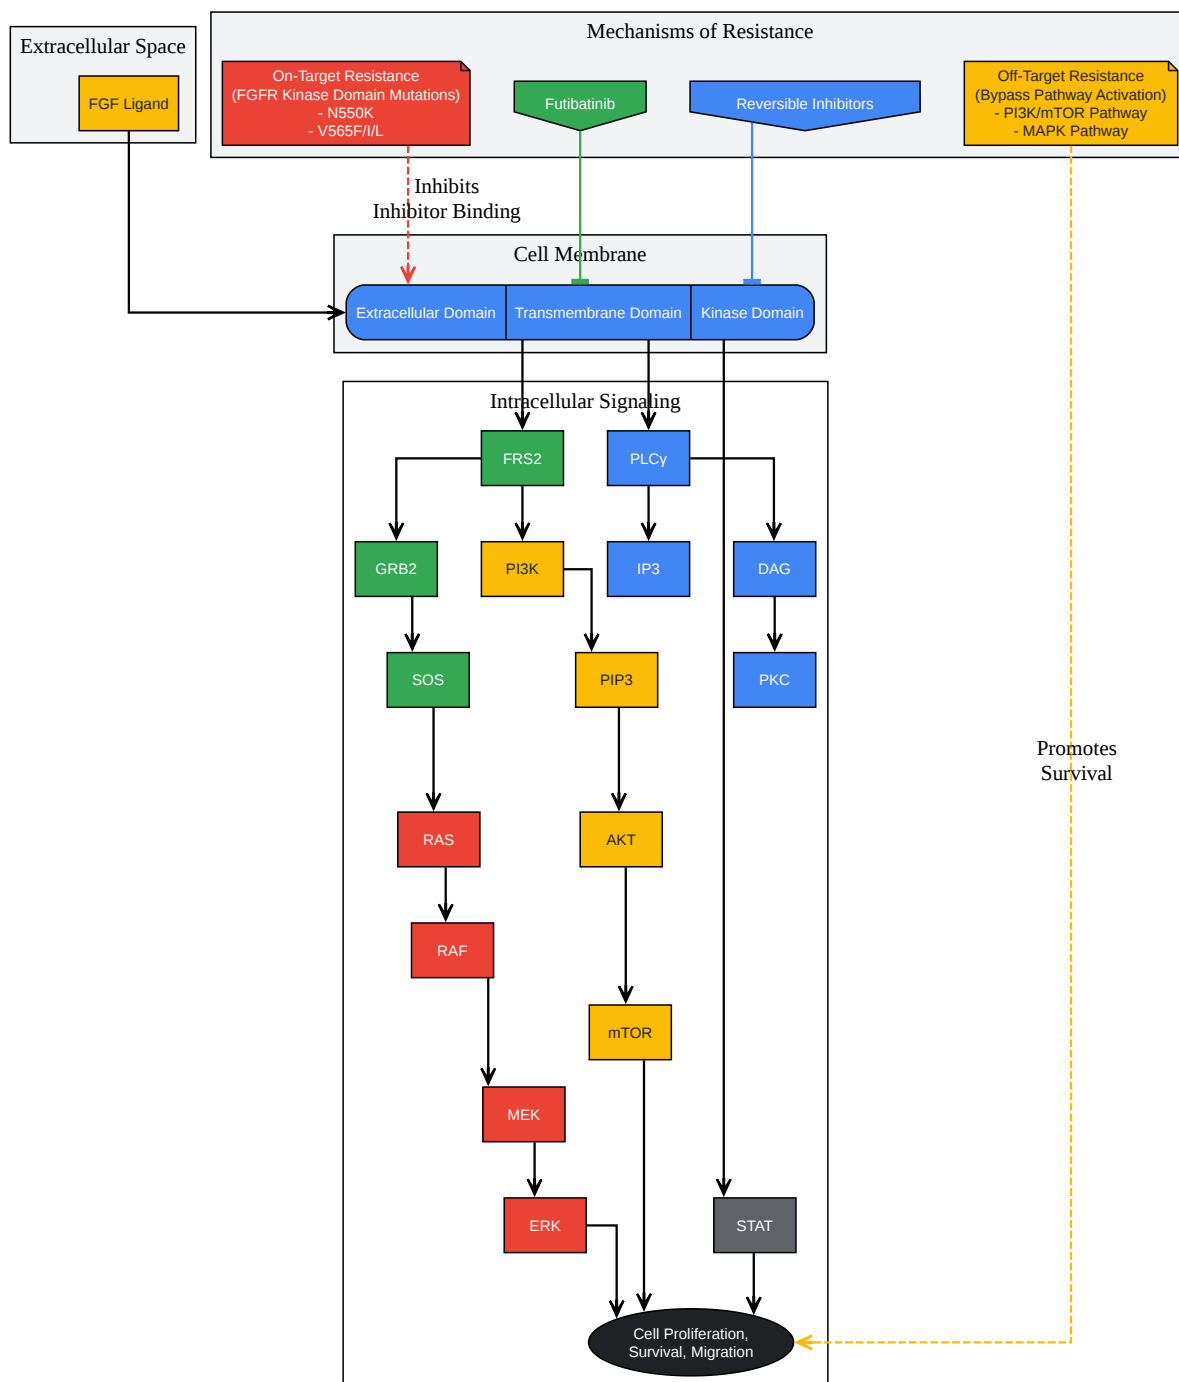 Extracellular Space
FGF Ligand
Mechanisms of Resistance
On-Target Resistance
(FGFR Kinase Domain Mutations)
- N550K
- V565F/I/L
Futibatinib
Reversible Inhibitors
Off-Target Resistance
(Bypass Pathway Activation)
- PI3K/mTOR Pathway
- MAPK Pathway
Inhibits
Inhibitor Binding
Cell Membrane
Extracellular Domain
Transmembrane Domain
Kinase Domain
Intracellular Signaling
FRS2
PLCγ
GRB2
PI3K
IP3
DAG
SOS
PIP3
PKC
Promotes
Survival
RAS
AKT
RAF
mTOR
MEK
ERK
STAT
Cell Proliferation,
Survival, Migration